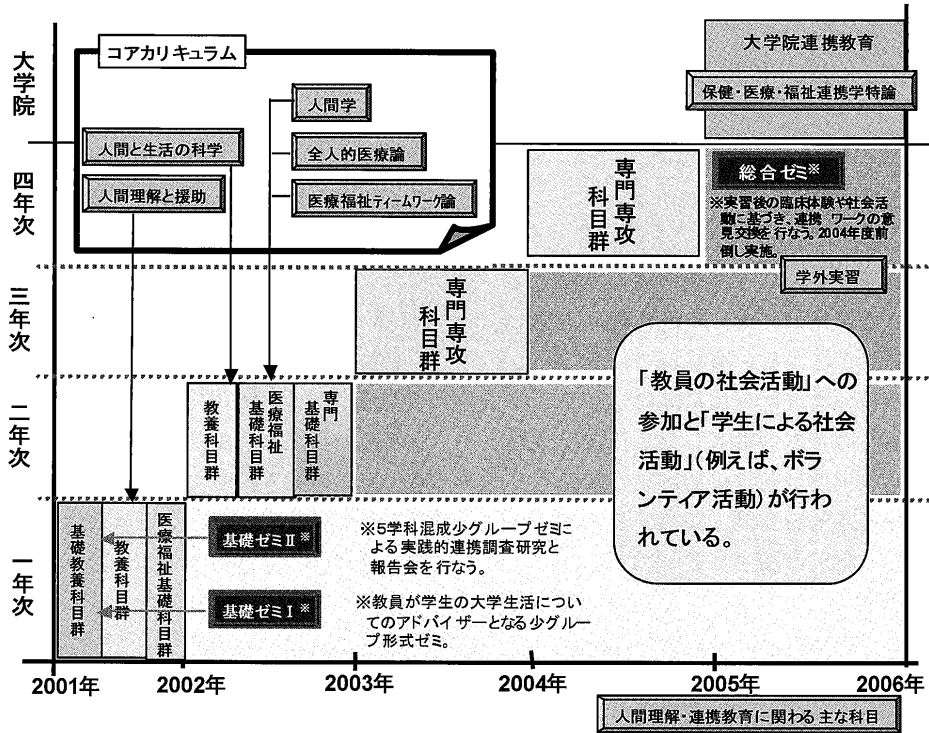 コアカリキュラム
人間学
人間と生活の科学
全人的医療論
人間理解と援助
医療福祉ティームワーク論
大学院
大学院連携教育
保健・医療・福祉連携学特論
四年次
専門専攻
科目群
総合ゼミ※
※実習後の臨床体験や社会活
動に基づき、連携 ワークの意
見交換を行なう。2004年度前
倒し実施。
学外実習
三年次
専門専攻
科目群
「教員の社会活動」への
参加と「学生による社会
活動」(例えば、ボラ
ンティア活動)が行わ
れている。
二年次
教養科目群
医療福祉
基礎科目群
専門
基礎科目群
一年次
基礎教養科目群
教養科目群
医療福祉基礎科目群
基礎ゼミⅡ※
※5学科混成少グループゼミに
よる実践的連携調査研究と
報告会を行なう。
基礎ゼミⅠ※
※教員が学生の大学生活につい
てのアドバイザーとなる少グルー
プ形式ゼミ。
2001年
2002年
2003年
2004年
2005年
2006年
人間理解・連携教育に関わる主な科目